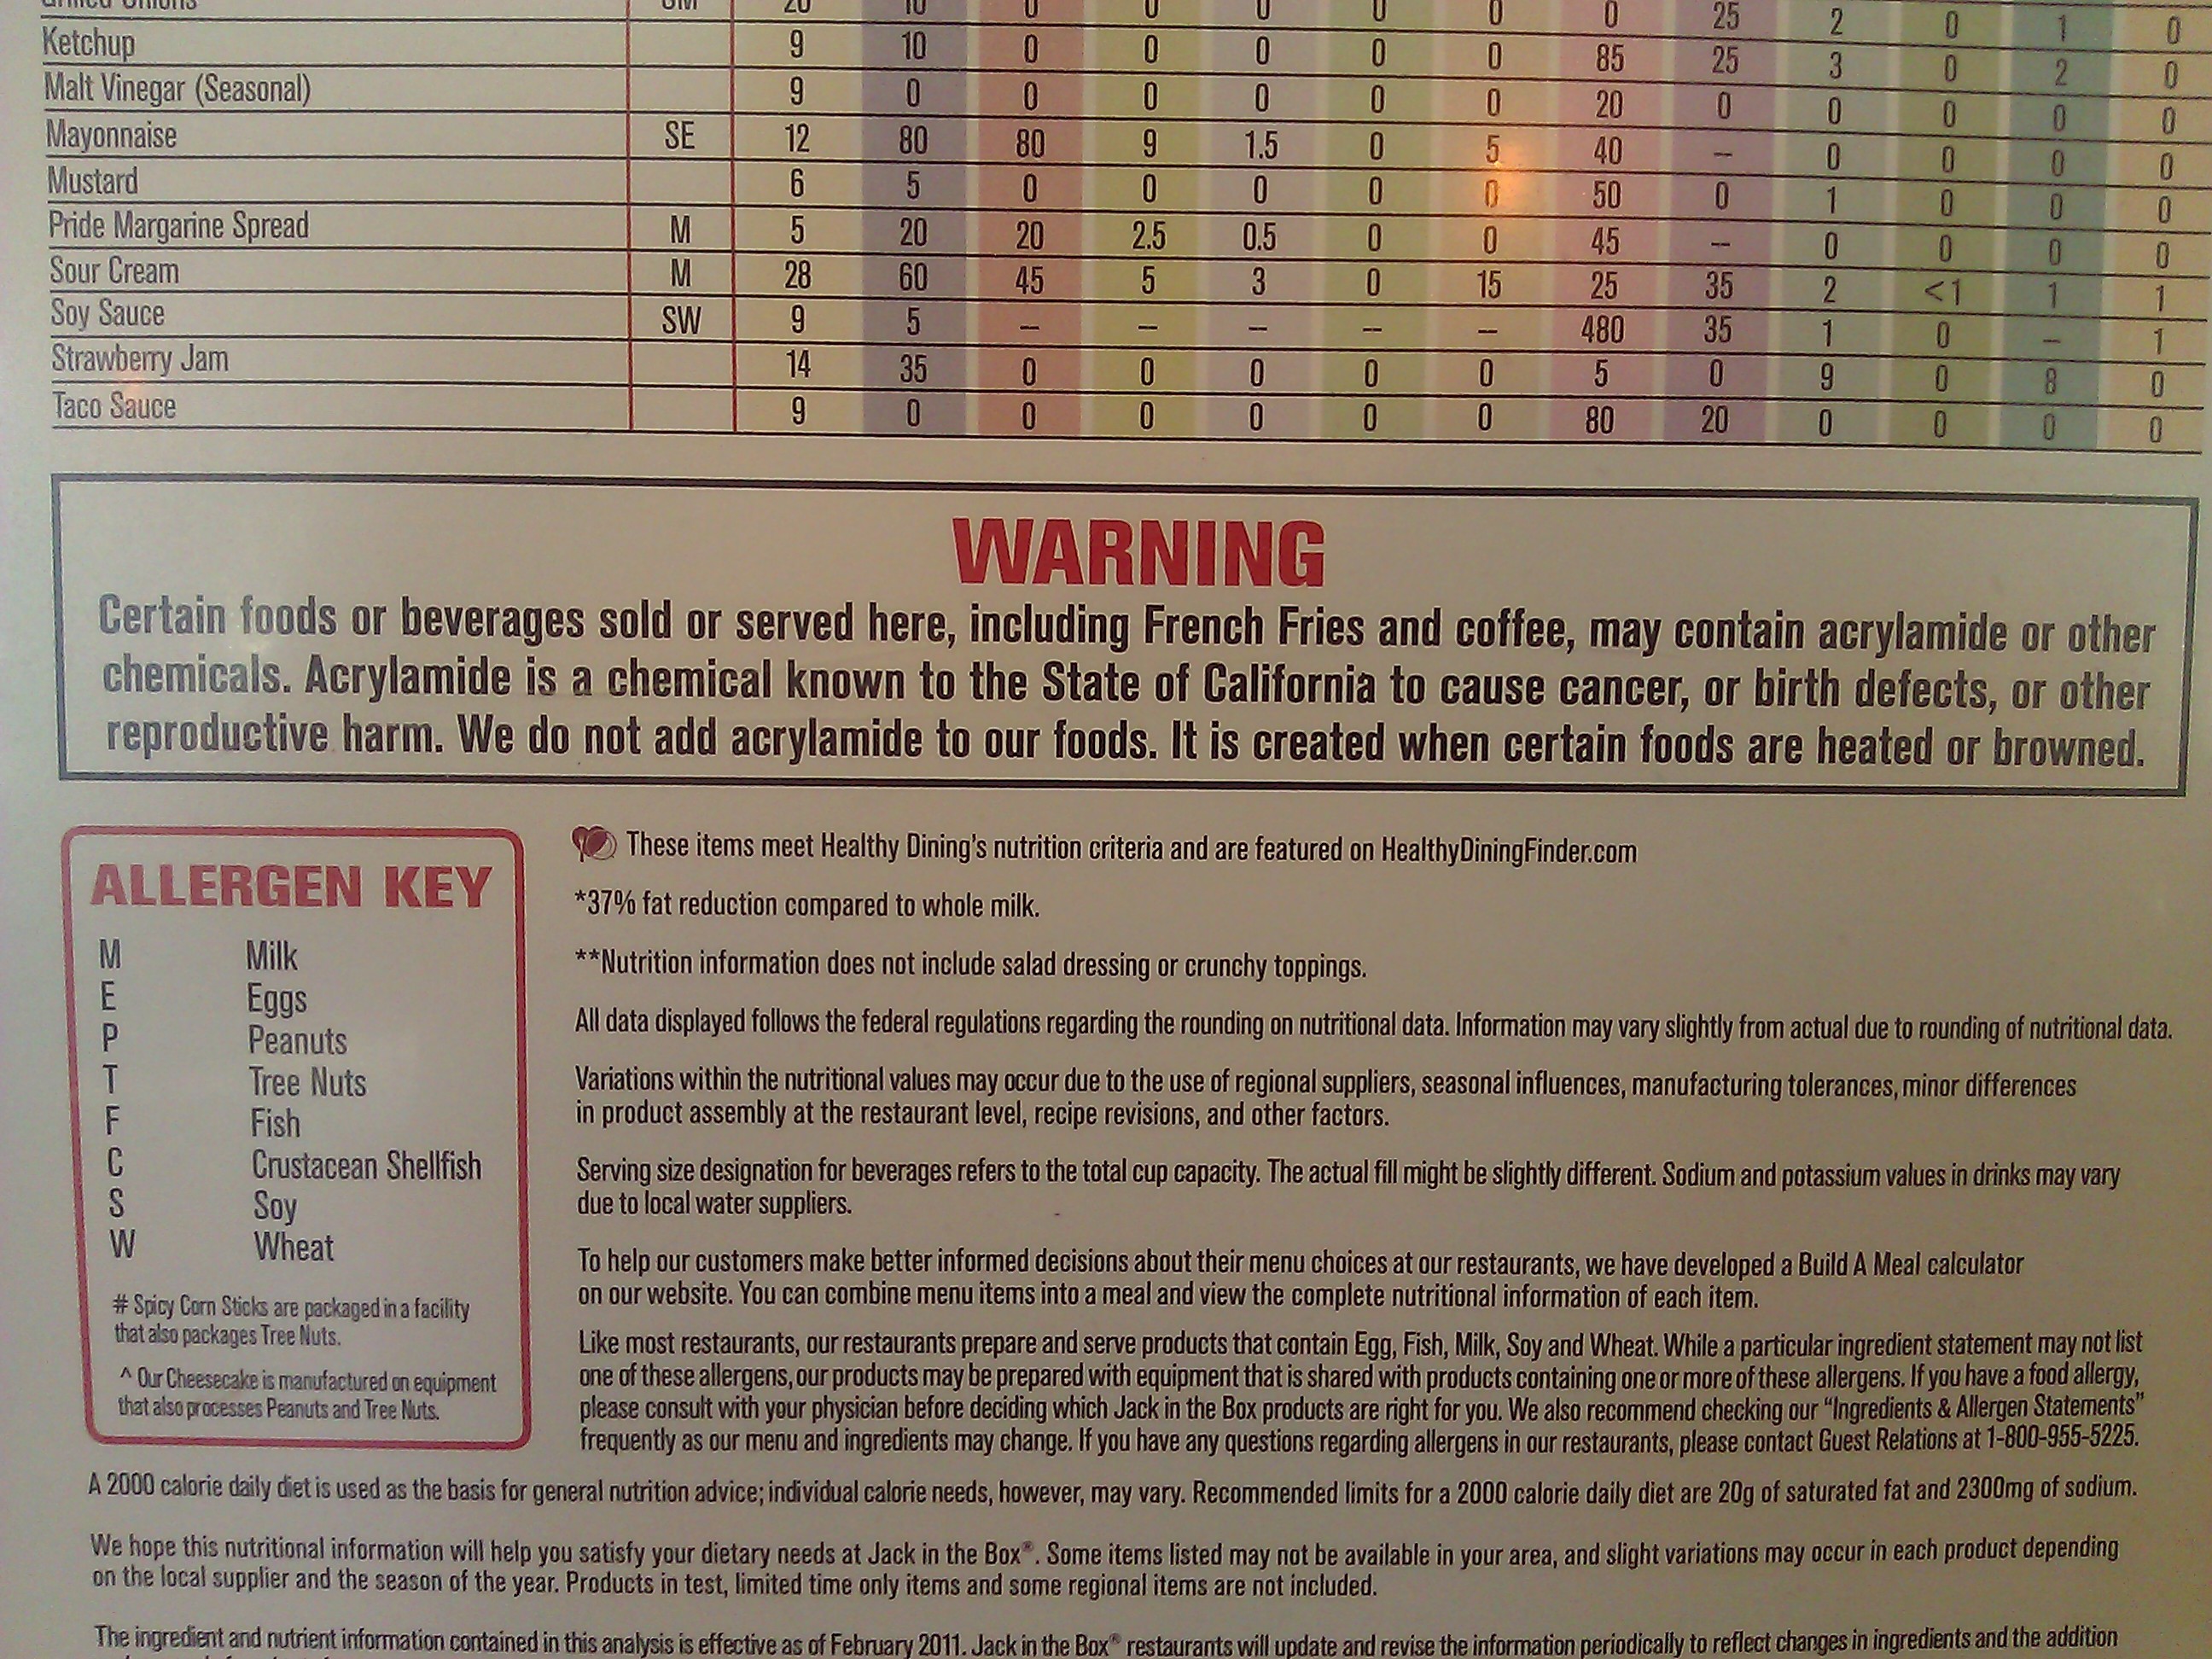 Grilled Onions SM 20 10 0 0 0 0 0 0 25 2 0 1 0
Ketchup 9 10 0 0 0 0 0 85 25 3 0 2 0
Malt Vinegar (Seasonal) 9 0 0 0 0 0 0 20 0 0 0 0 0
Mayonnaise SE 12 80 80 9 1.5 0 5 40 – 0 0 0 0
Mustard 6 5 0 0 0 0 0 50 0 1 0 0 0
Pride Margarine Spread M 5 20 20 2.5 0.5 0 0 45 – 0 0 0 0
Sour Cream M 28 60 45 5 3 0 15 25 35 2 <1 1 1
Soy Sauce SW 9 5 – – – – – 480 35 1 0 – 1
Strawberry Jam 14 35 0 0 0 0 0 5 0 9 0 8 0
Taco Sauce 9 0 0 0 0 0 0 80 20 0 0 0 0
WARNING
Certain foods or beverages sold or served here, including French Fries and coffee, may contain acrylamide or other
chemicals. Acrylamide is a chemical known to the State of California to cause cancer, or birth defects, or other
reproductive harm. We do not add acrylamide to our foods. It is created when certain foods are heated or browned.
ALLERGEN KEY
M Milk
E Eggs
P Peanuts
T Tree Nuts
F Fish
C Crustacean Shellfish
S Soy
W Wheat
# Spicy Corn Sticks are packaged in a facility
that also packages Tree Nuts.
^ Our Cheesecake is manufactured on equipment
that also processes Peanuts and Tree Nuts.
These items meet Healthy Dining's nutrition criteria and are featured on HealthyDiningFinder.com
*37% fat reduction compared to whole milk.
**Nutrition information does not include salad dressing or crunchy toppings.
All data displayed follows the federal regulations regarding the rounding on nutritional data. Information may vary slightly from actual due to rounding of nutritional data.
Variations within the nutritional values may occur due to the use of regional suppliers, seasonal influences, manufacturing tolerances, minor differences
in product assembly at the restaurant level, recipe revisions, and other factors.
Serving size designation for beverages refers to the total cup capacity. The actual fill might be slightly different. Sodium and potassium values in drinks may vary
due to local water suppliers.
To help our customers make better informed decisions about their menu choices at our restaurants, we have developed a Build A Meal calculator
on our website. You can combine menu items into a meal and view the complete nutritional information of each item.
Like most restaurants, our restaurants prepare and serve products that contain Egg, Fish, Milk, Soy and Wheat. While a particular ingredient statement may not list
one of these allergens, our products may be prepared with equipment that is shared with products containing one or more of these allergens. If you have a food allergy,
please consult with your physician before deciding which Jack in the Box products are right for you. We also recommend checking our "Ingredients & Allergen Statements"
frequently as our menu and ingredients may change. If you have any questions regarding allergens in our restaurants, please contact Guest Relations at 1-800-955-5225.
A 2000 calorie daily diet is used as the basis for general nutrition advice; individual calorie needs, however, may vary. Recommended limits for a 2000 calorie daily diet are 20g of saturated fat and 2300mg of sodium.
We hope this nutritional information will help you satisfy your dietary needs at Jack in the Box®. Some items listed may not be available in your area, and slight variations may occur in each product depending
on the local supplier and the season of the year. Products in test, limited time only items and some regional items are not included.
The ingredient and nutrient information contained in this analysis is effective as of February 2011. Jack in the Box® restaurants will update and revise the information periodically to reflect changes in ingredients and the addition